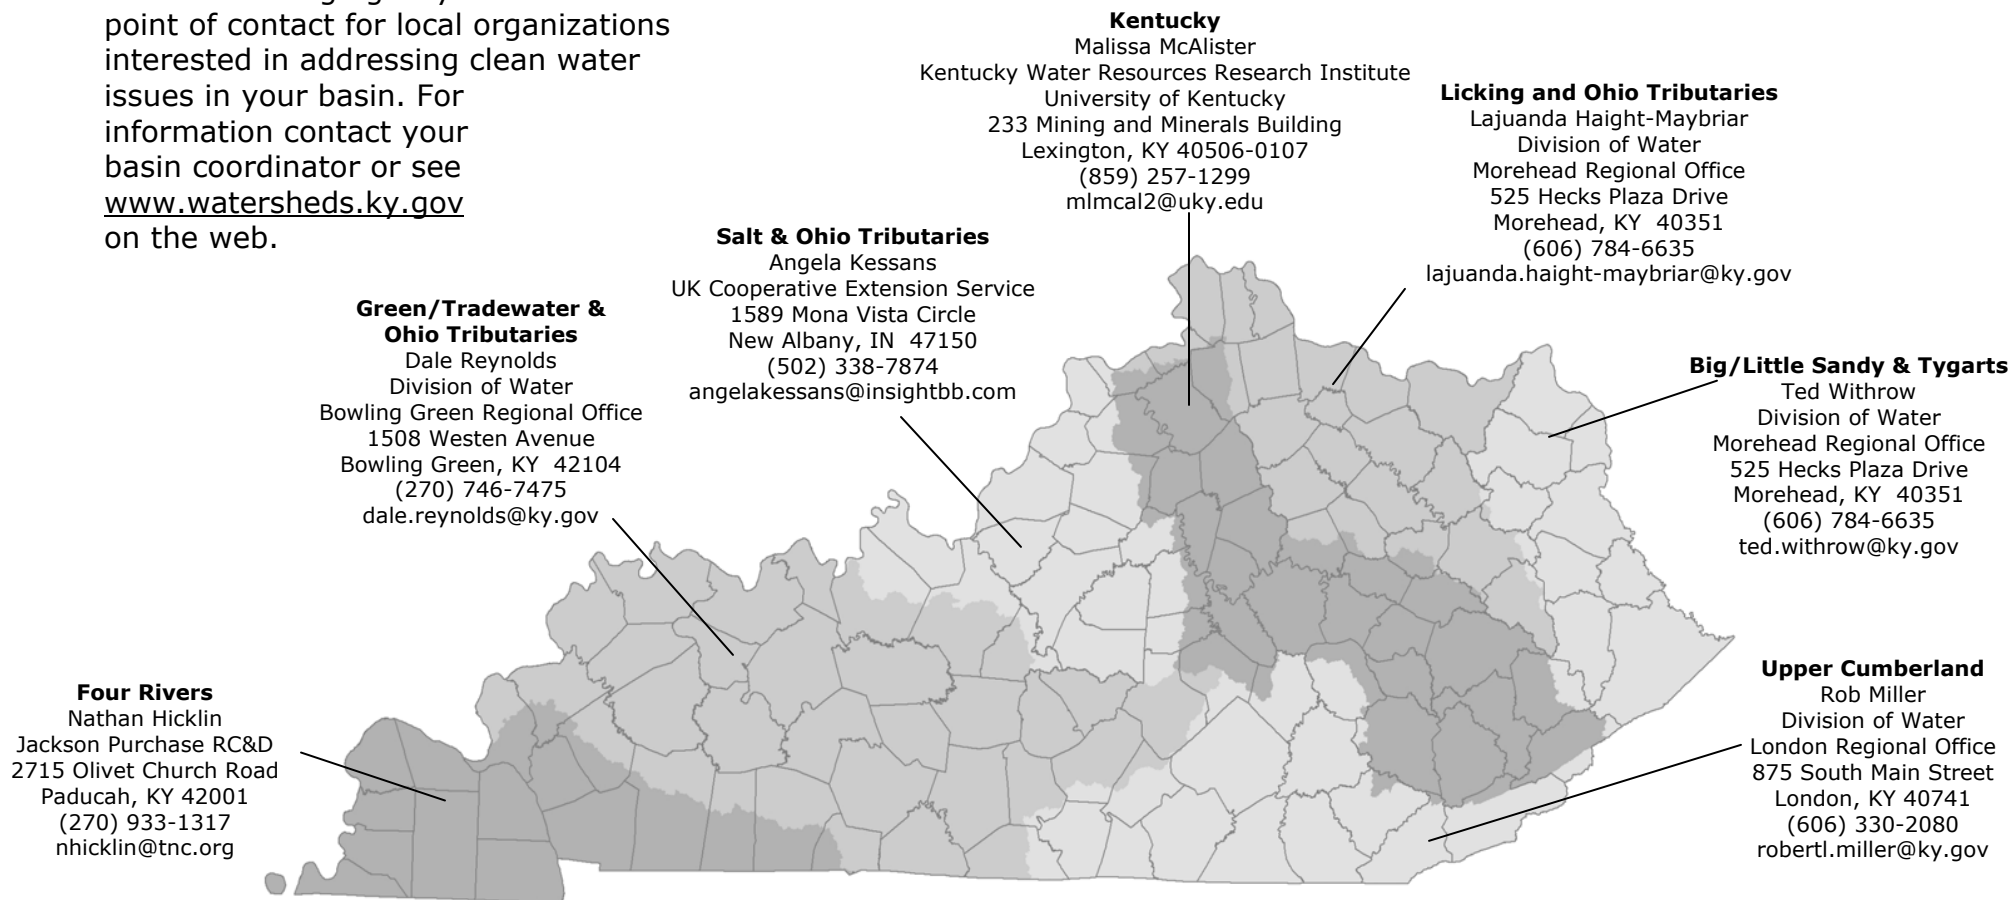 point of contact for local organizations
interested in addressing clean water
issues in your basin. For
information contact your
basin coordinator or see
www.watersheds.ky.gov
on the web.
Kentucky
Malissa McAlister
Kentucky Water Resources Research Institute
University of Kentucky
233 Mining and Minerals Building
Lexington, KY 40506-0107
(859) 257-1299
mlmcal2@uky.edu
Licking and Ohio Tributaries
Lajuanda Haight-Maybriar
Division of Water
Morehead Regional Office
525 Hecks Plaza Drive
Morehead, KY  40351
(606) 784-6635
lajuanda.haight-maybriar@ky.gov
Salt & Ohio Tributaries
Angela Kessans
UK Cooperative Extension Service
1589 Mona Vista Circle
New Albany, IN  47150
(502) 338-7874
angelakessans@insightbb.com
Green/Tradewater &
Ohio Tributaries
Dale Reynolds
Division of Water
Bowling Green Regional Office
1508 Westen Avenue
Bowling Green, KY  42104
(270) 746-7475
dale.reynolds@ky.gov
Big/Little Sandy & Tygarts
Ted Withrow
Division of Water
Morehead Regional Office
525 Hecks Plaza Drive
Morehead, KY  40351
(606) 784-6635
ted.withrow@ky.gov
Four Rivers
Nathan Hicklin
Jackson Purchase RC&D
2715 Olivet Church Road
Paducah, KY 42001
(270) 933-1317
nhicklin@tnc.org
Upper Cumberland
Rob Miller
Division of Water
London Regional Office
875 South Main Street
London, KY 40741
(606) 330-2080
robertl.miller@ky.gov